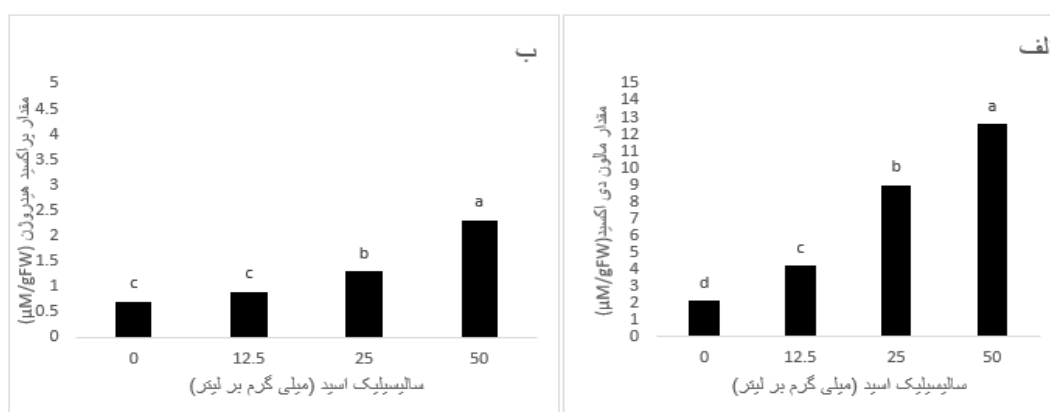 الف
15
14
13
12
11
10
9
8
7
6
5
4
3
2
1
0
مقدار مالون دی اکسید(µM/gFW)
d
c
b
a
0 12.5 25 50
سالیسیلیک اسید (میلی گرم بر لیتر)
ب
5
4.5
4
3.5
3
2.5
2
1.5
1
0.5
0
مقدار پراکسید هیدروژن (µM/gFW)
c
c
b
a
0 12.5 25 50
سالیسیلیک اسید (میلی گرم بر لیتر)